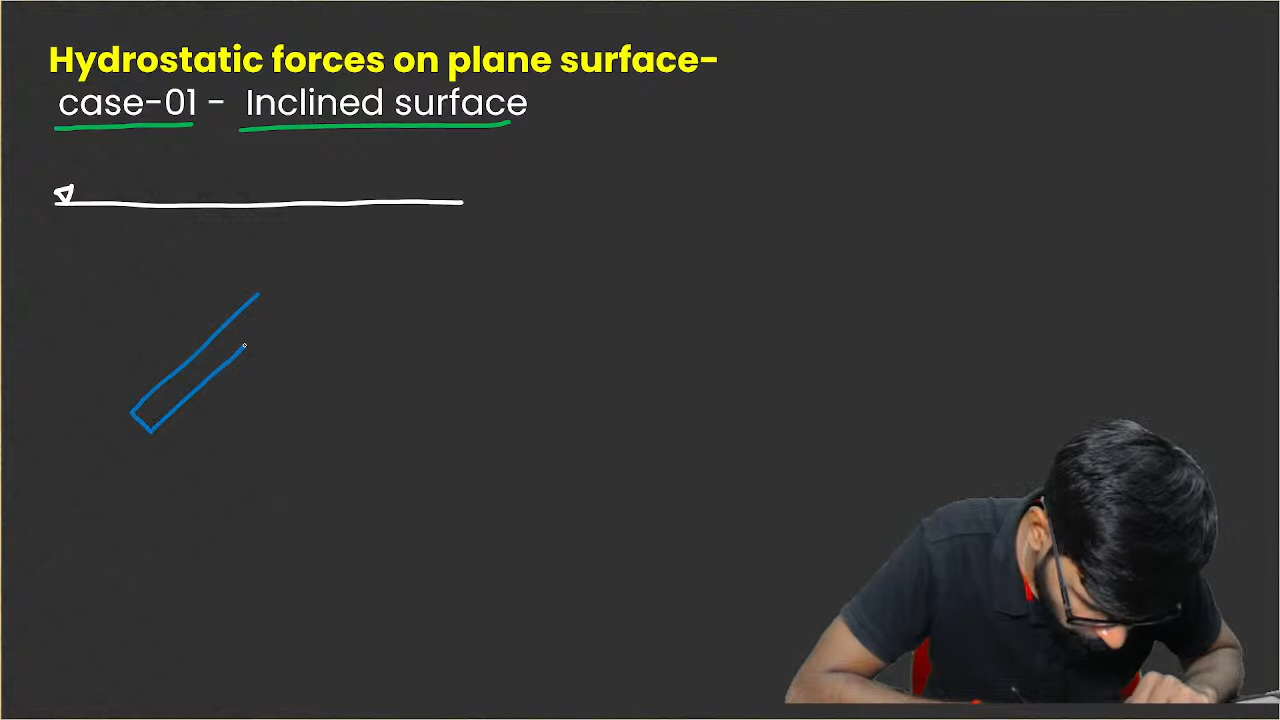 Hydrostatic forces on plane surface-
case-01 - Inclined surface